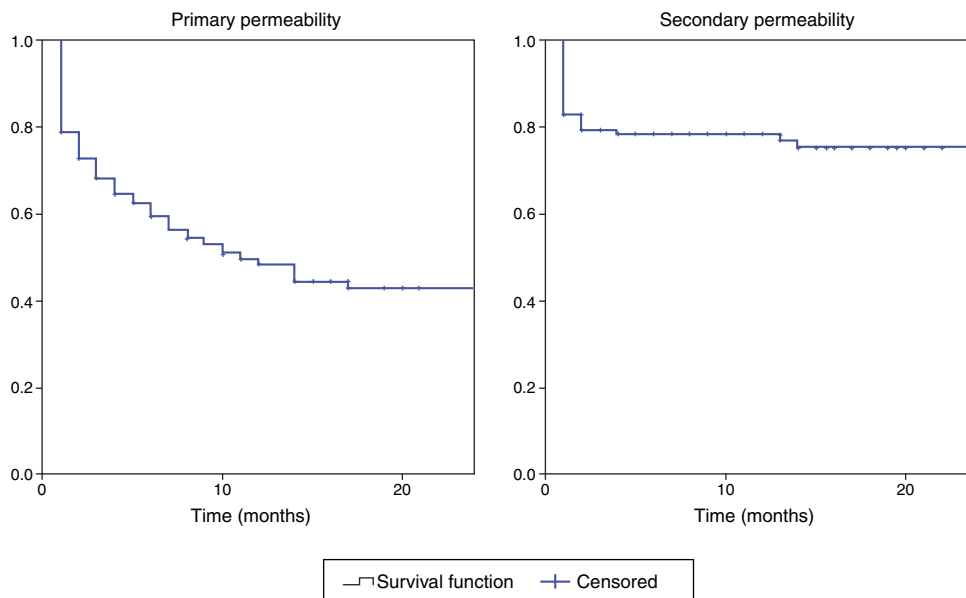 Primary permeability
1.0
0.8
0.6
0.4
0.2
0.0
0 10 20
Time (months)
Secondary permeability
1.0
0.8
0.6
0.4
0.2
0.0
0 10 20
Time (months)
Survival function Censored